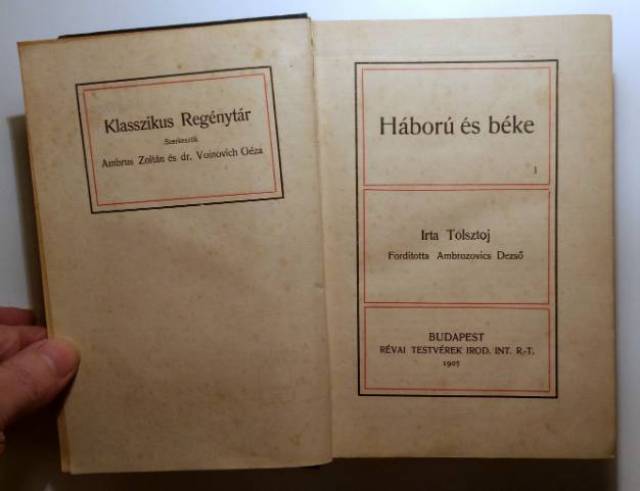 Klasszikus Regénytár
Szerkesztik
Ambrus Zoltán és dr. Voinovich Géza
Háború és béke
I
Irta Tolsztoj
Fordította Ambrozovics Dezső
BUDAPEST
RÉVAI TESTVÉREK IROD. INT. R.-T.
1905